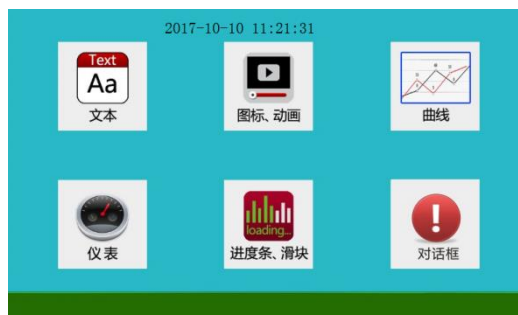 2017-10-10 11:21:31
Text
Aa
文本
图标、动画
曲线
仪表
loading...
进度条、滑块
对话框